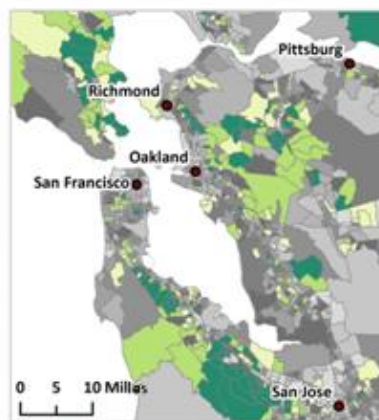 Pittsburg
Richmond
Oakland
San Francisco
0 5 10 Miles
San Jose